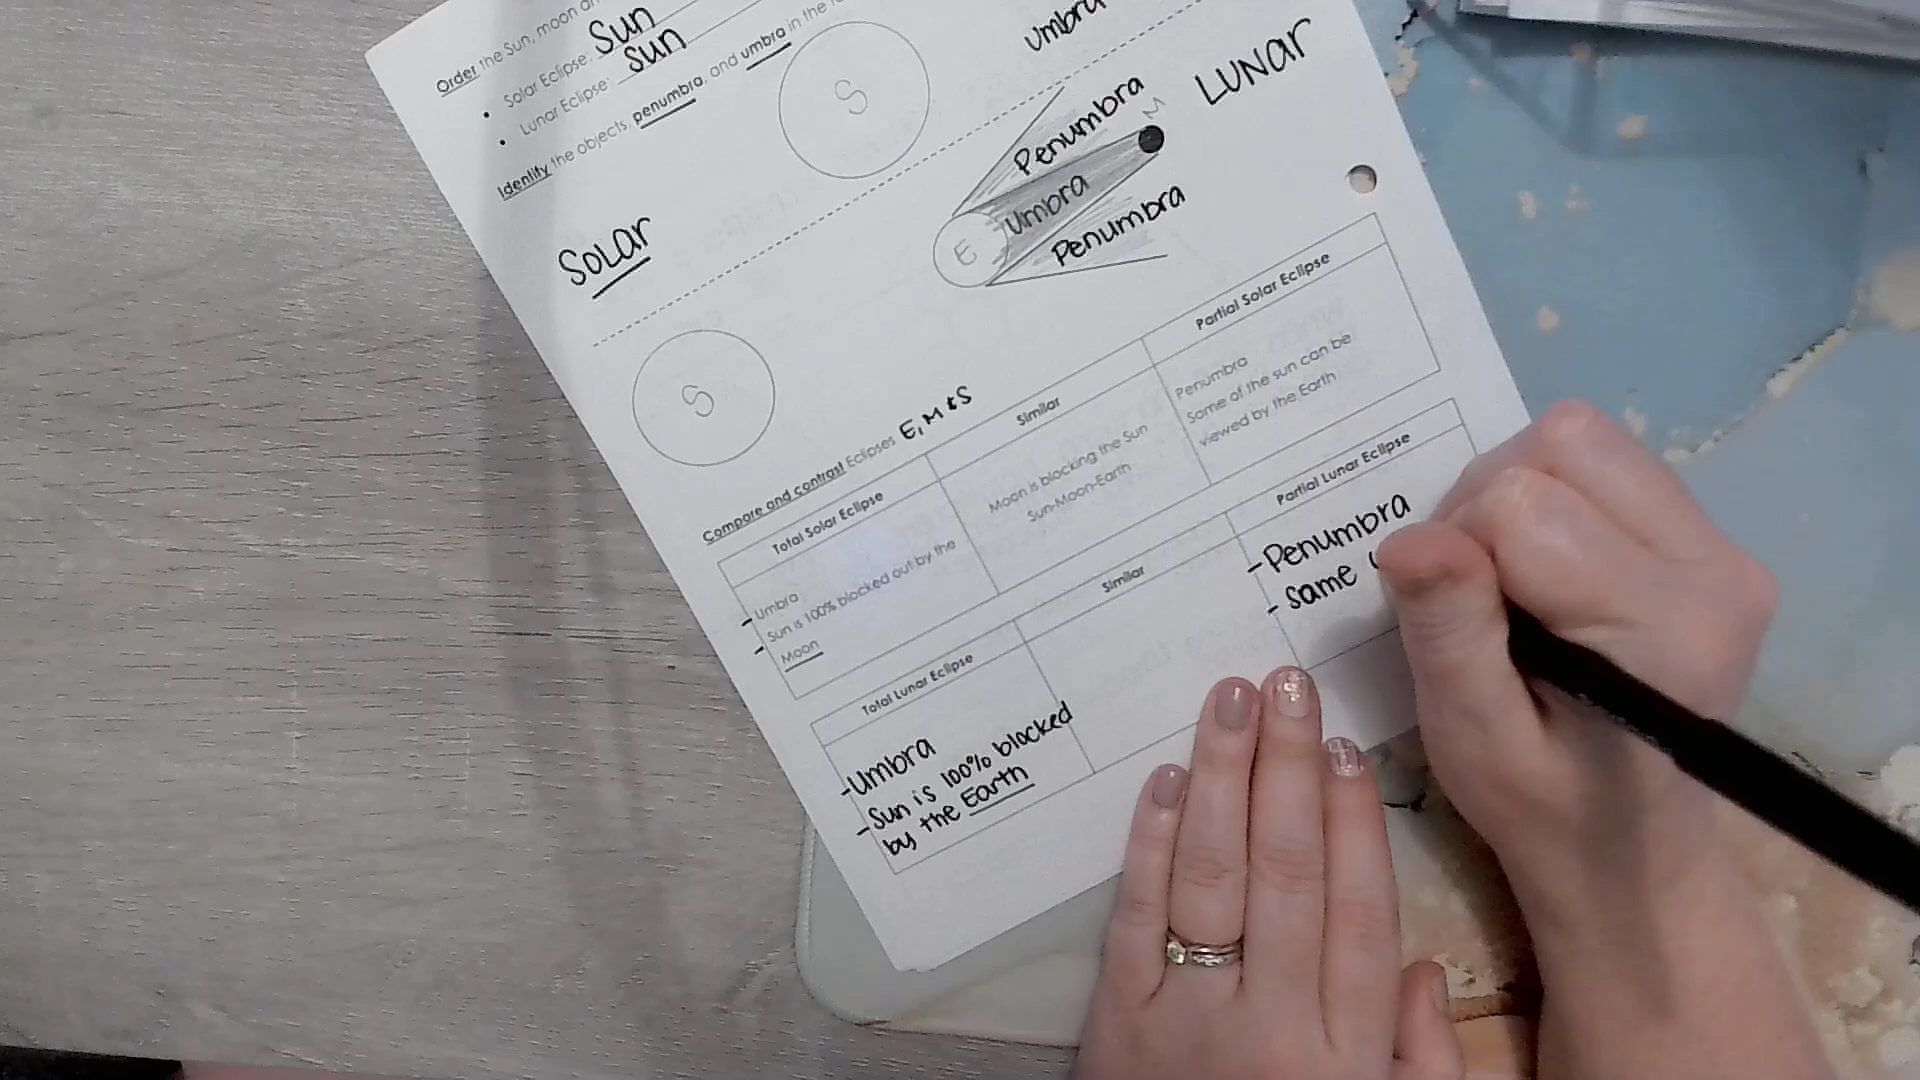 Order the Sun, moon
Solar Eclipse: Sun
Lunar Eclipse: Sun
Identify the objects, penumbra, and umbra in the
S
SOLAR
Umbra
LUNAR
M
Penumbra
Umbra
Penumbra
E
S
Compare and contrast Eclipses E, M & S
Total Solar Eclipse
Similar
Partial Solar Eclipse
- Umbra
- Sun is 100% blocked out by the
Moon
Moon is blocking the Sun
Sun-Moon-Earth
Penumbra
Some of the sun can be
viewed by the Earth
Total Lunar Eclipse
Similar
Partial Lunar Eclipse
- Umbra
- Sun is 100% blocked
by the Earth
- Penumbra
- Same